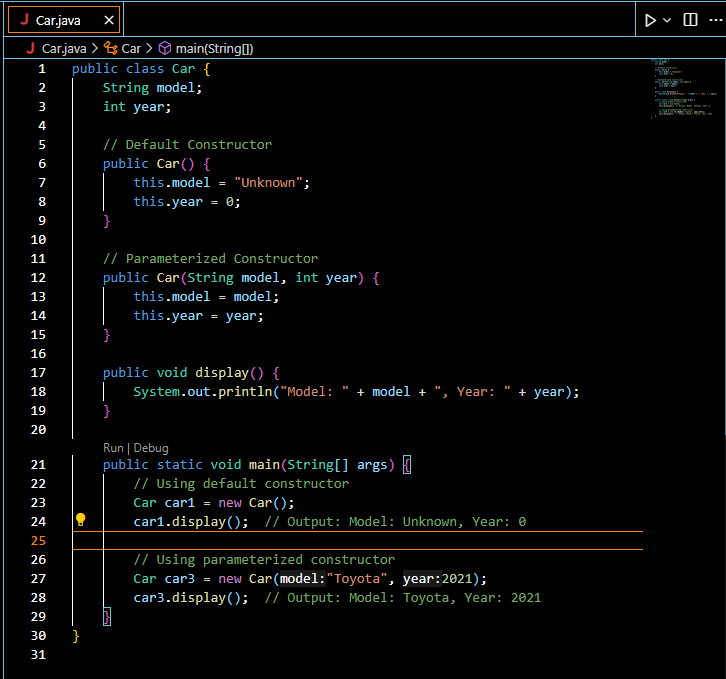 J Car.java ×
J Car.java > Car > main(String[])
1 public class Car {
2     String model;
3     int year;
4
5     // Default Constructor
6     public Car() {
7         this.model = "Unknown";
8         this.year = 0;
9     }
10
11     // Parameterized Constructor
12     public Car(String model, int year) {
13         this.model = model;
14         this.year = year;
15     }
16
17     public void display() {
18         System.out.println("Model: " + model + ", Year: " + year);
19     }
20
Run | Debug
21     public static void main(String[] args) {
22         // Using default constructor
23         Car car1 = new Car();
24         car1.display();  // Output: Model: Unknown, Year: 0
25
26         // Using parameterized constructor
27         Car car3 = new Car(model:"Toyota", year:2021);
28         car3.display();  // Output: Model: Toyota, Year: 2021
29     }
30 }
31